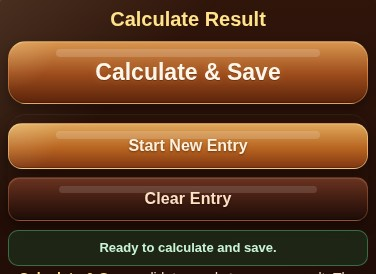 Calculate Result
Calculate & Save
Start New Entry
Clear Entry
Ready to calculate and save.